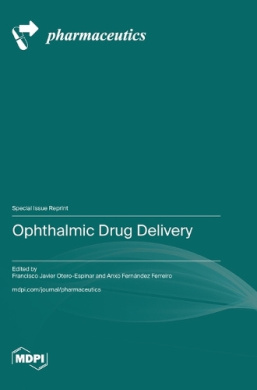 pharmaceutics
Special Issue Reprint
Ophthalmic Drug Delivery
Edited by
Francisco Javier Otero-Espinar and Anxo Fernández Ferreiro
mdpi.com/journal/pharmaceutics
MDPI